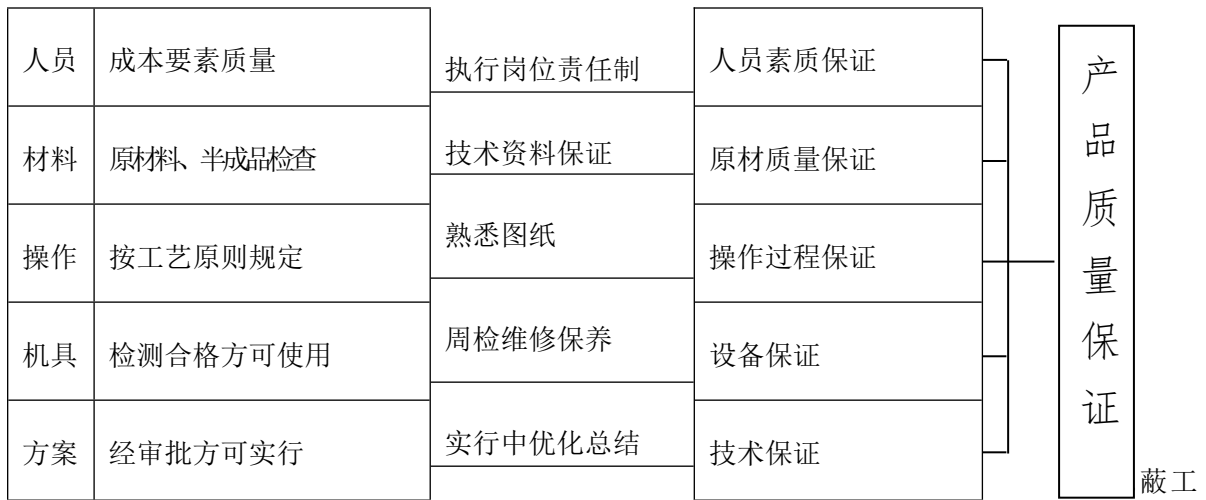 人员 成本要素质量 执行岗位责任制 人员素质保证
材料 原材料、半成品检查 技术资料保证 原材质量保证
操作 按工艺原则规定 熟悉图纸 操作过程保证
机具 检测合格方可使用 周检维修保养 设备保证
方案 经审批方可实行 实行中优化总结 技术保证
产品质量保证
蔽工